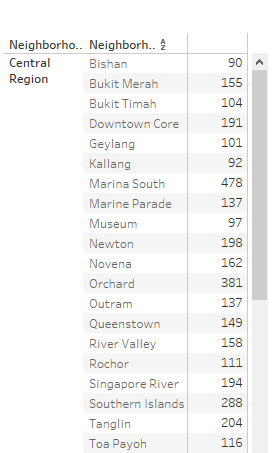 Neighborho.. Neighborh.. AZ
Central Region Bishan 90
Bukit Merah 155
Bukit Timah 104
Downtown Core 191
Geylang 101
Kallang 92
Marina South 478
Marine Parade 137
Museum 97
Newton 198
Novena 162
Orchard 381
Outram 137
Queenstown 149
River Valley 158
Rochor 111
Singapore River 194
Southern Islands 288
Tanglin 204
Toa Payoh 116